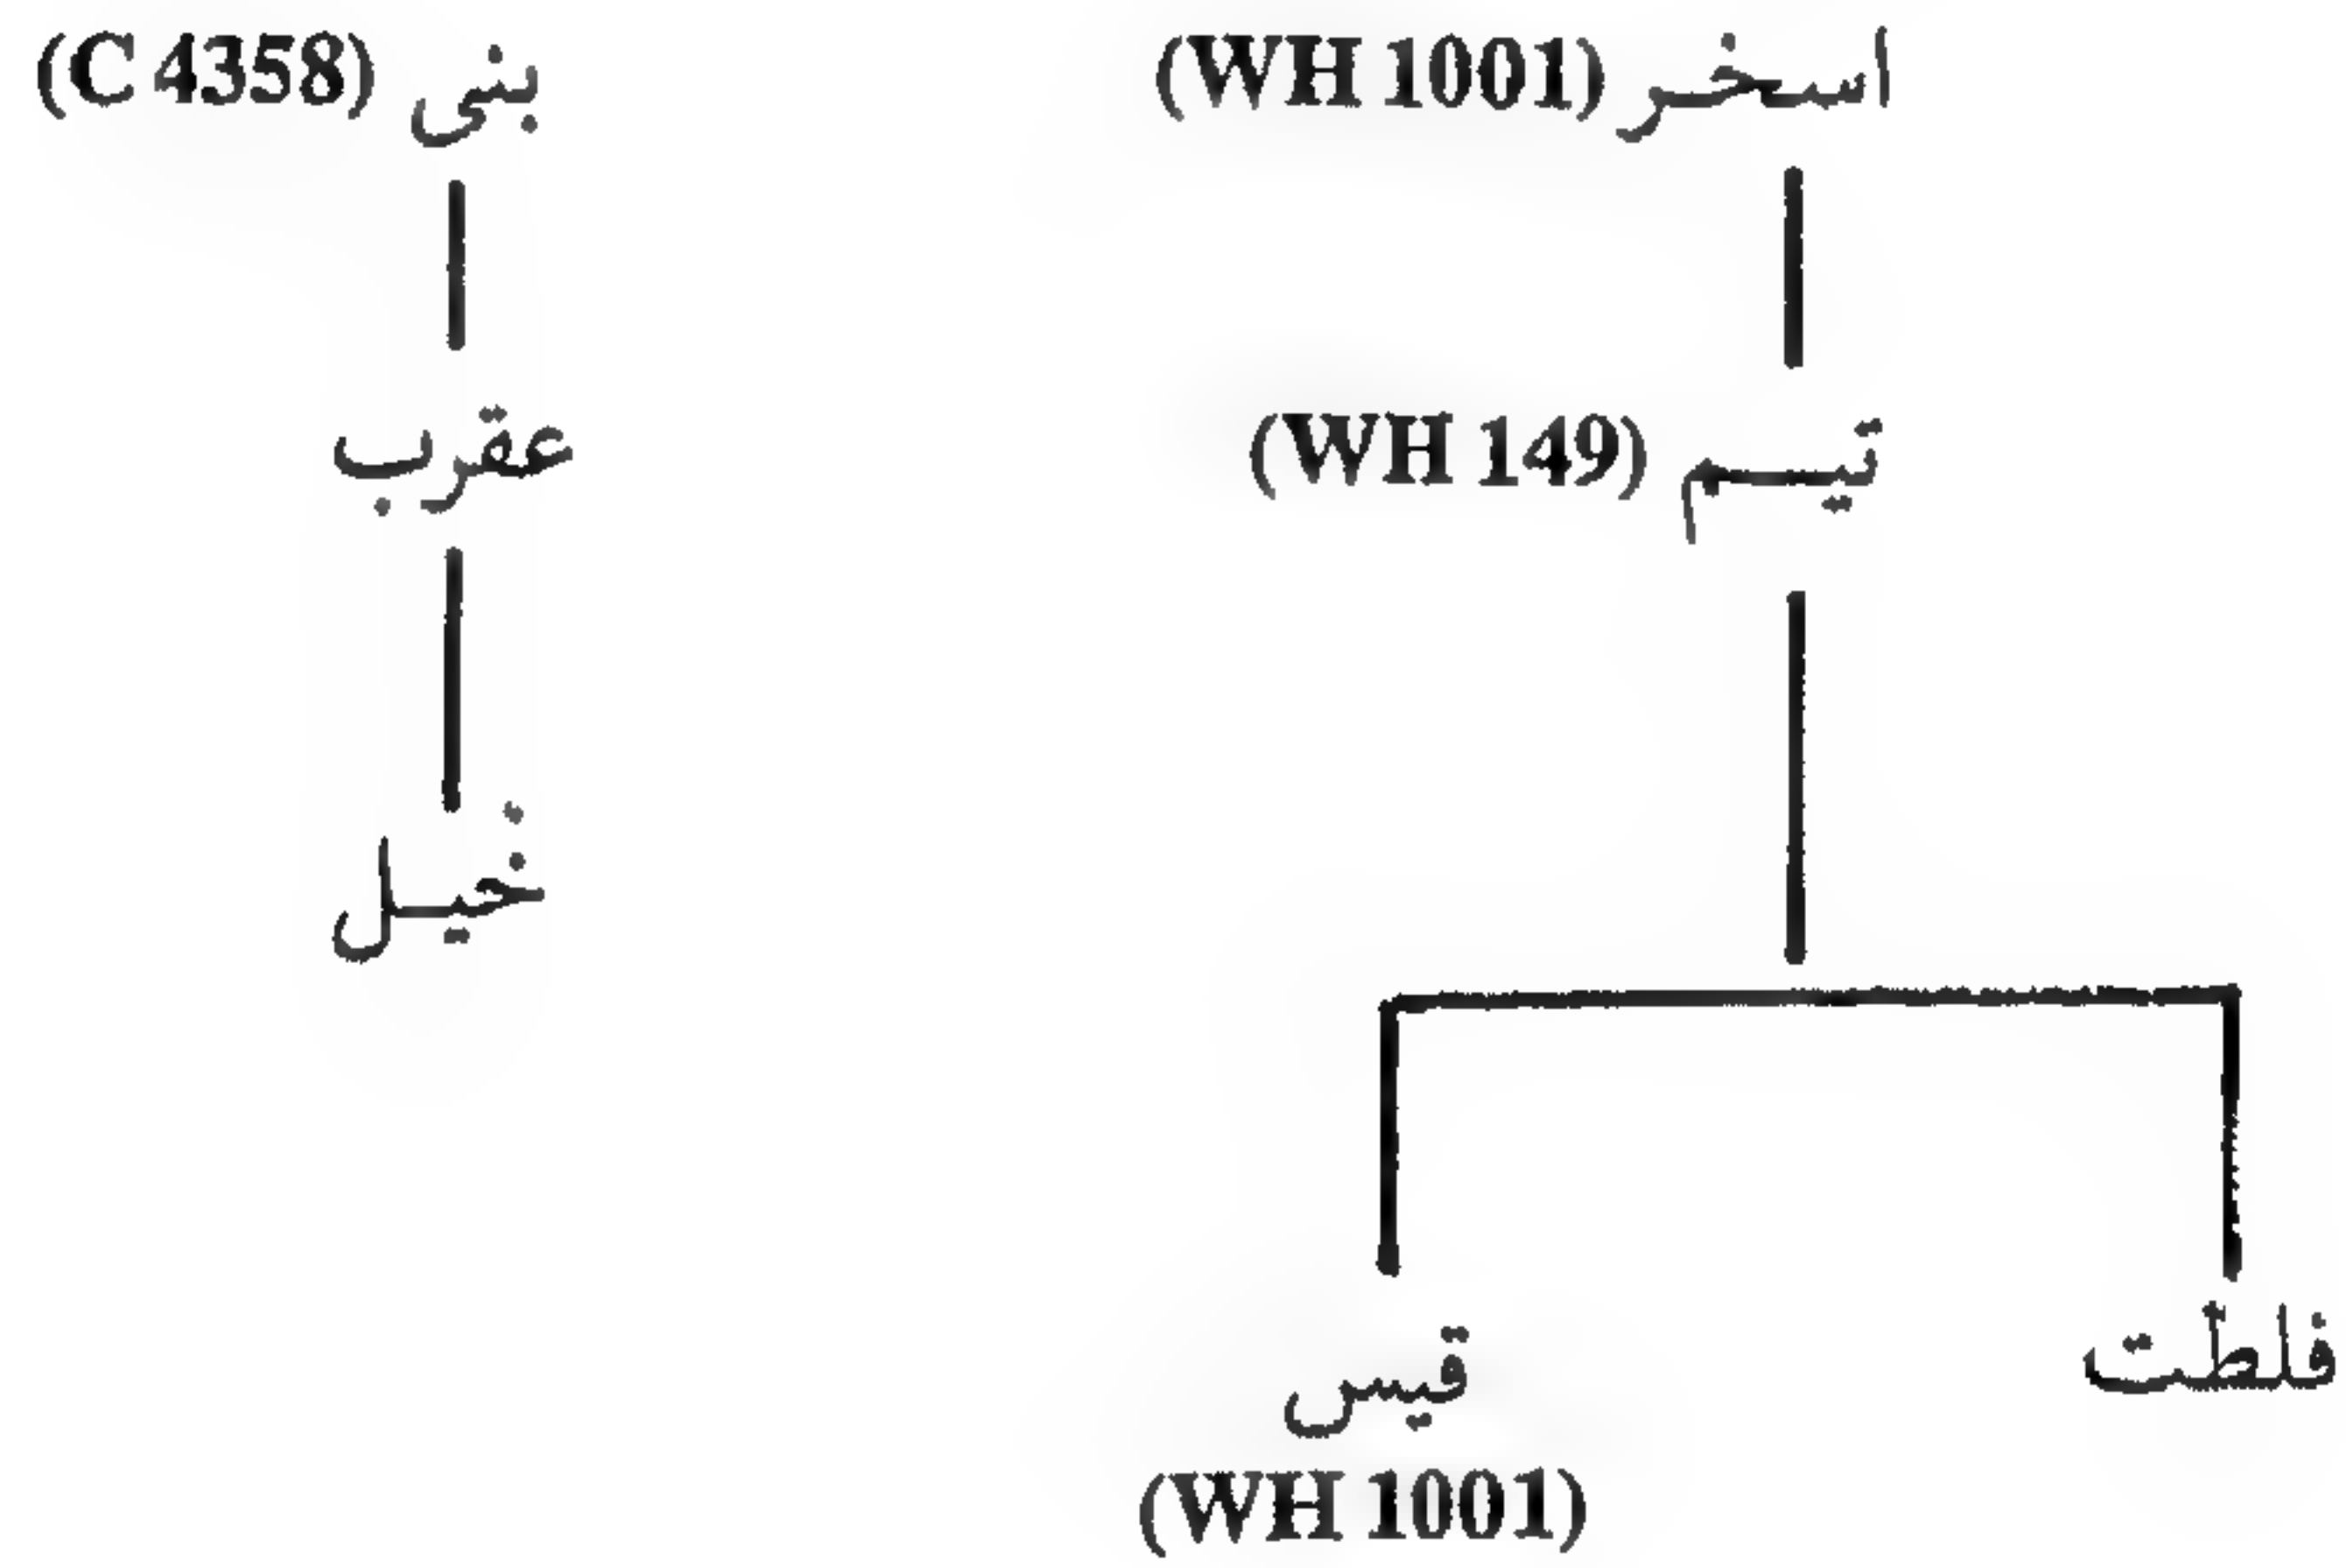 اسخر (WH 1001)
بنى (C 4358)
تيم (WH 149)
عقرب
خيل
فلطت
قيس
(WH 1001)